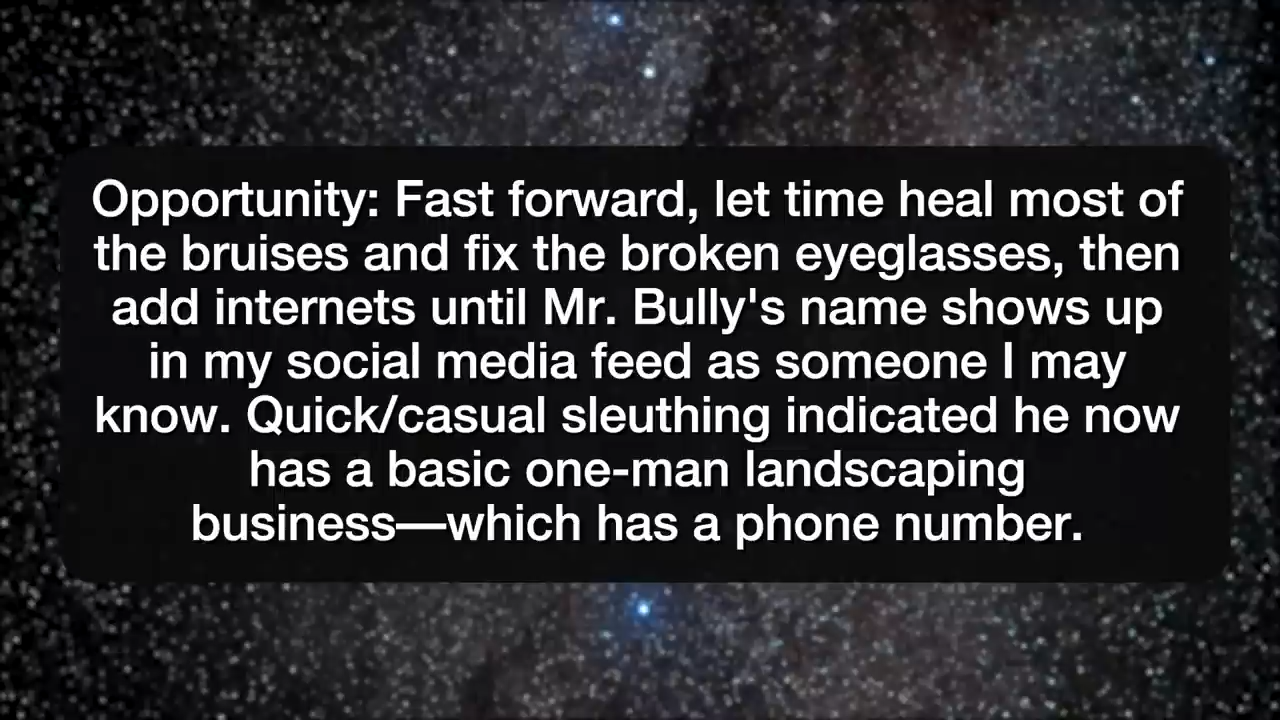 Opportunity: Fast forward, let time heal most of
the bruises and fix the broken eyeglasses, then
add internets until Mr. Bully's name shows up
in my social media feed as someone I may
know. Quick/casual sleuthing indicated he now
has a basic one-man landscaping
business—which has a phone number.